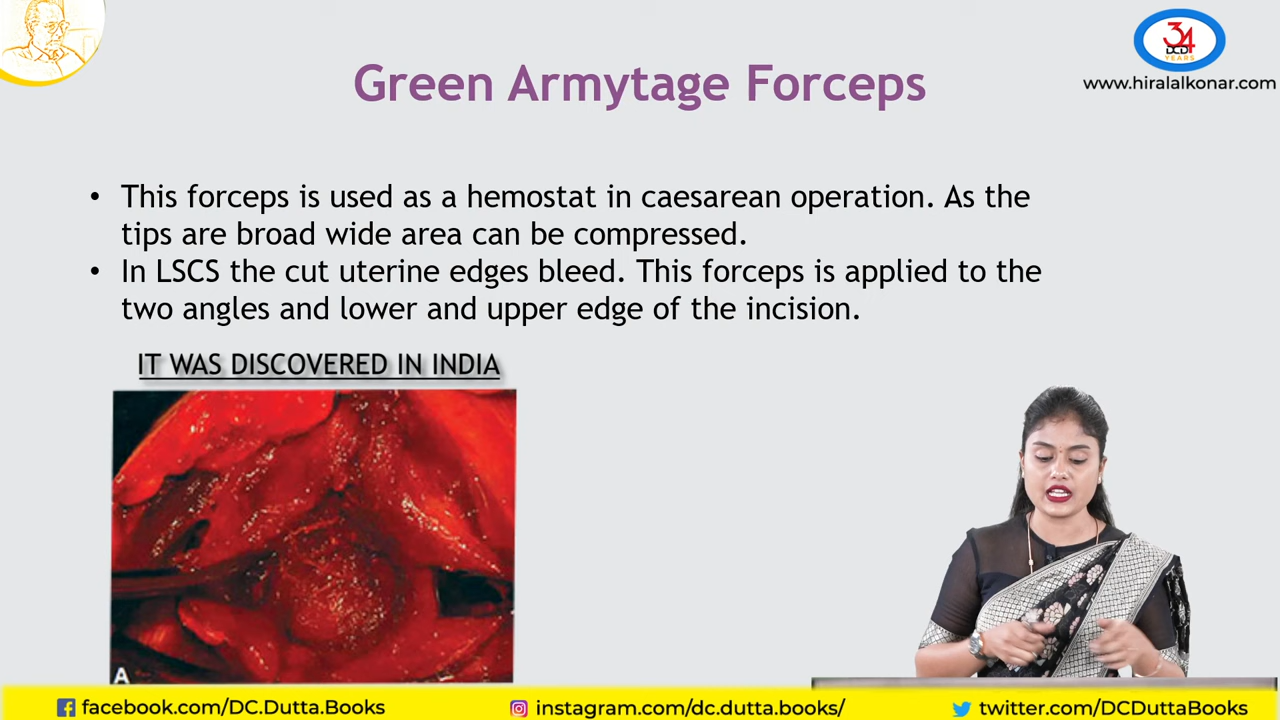 34
DCD
YEARS
www.hiralalkonar.com
Green Armytage Forceps
• This forceps is used as a hemostat in caesarean operation. As the
tips are broad wide area can be compressed.
• In LSCS the cut uterine edges bleed. This forceps is applied to the
two angles and lower and upper edge of the incision.
IT WAS DISCOVERED IN INDIA
A
facebook.com/DC.Dutta.Books
instagram.com/dc.dutta.books/
twitter.com/DCDuttaBooks